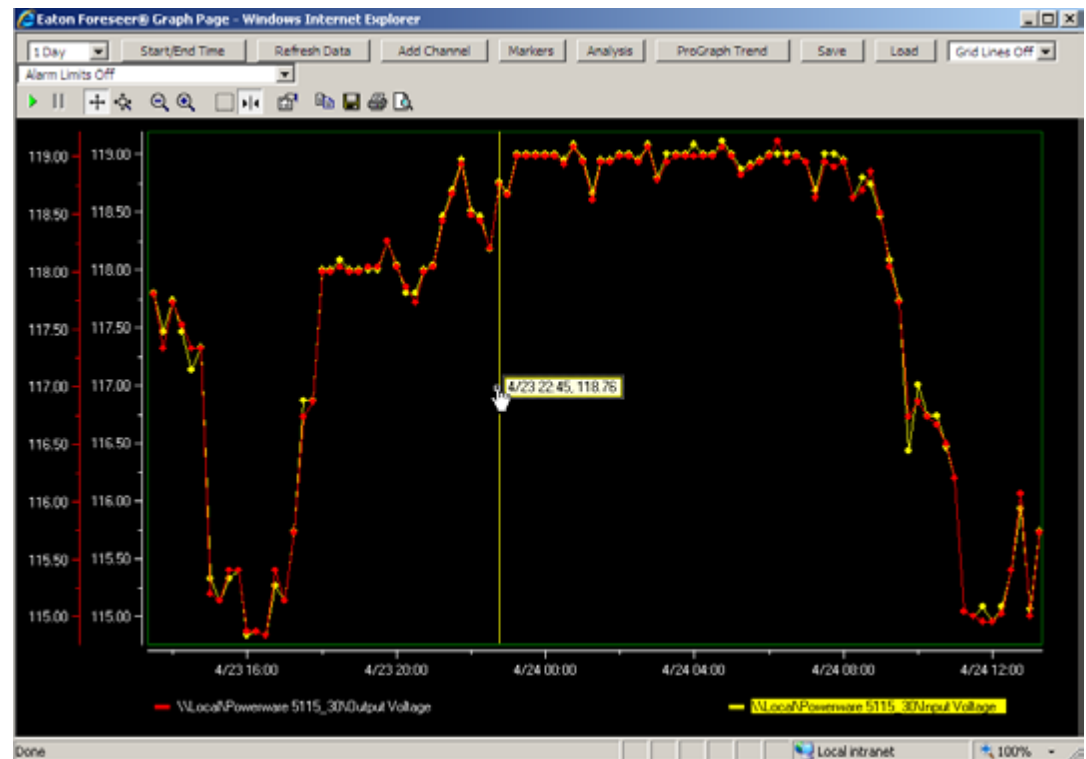 Eaton Foreseer® Graph Page - Windows Internet Explorer
1 Day Start/End Time Refresh Data Add Channel Markers Analysis ProGraph Trend Save Load Grid Lines Off
Alarm Limits Off
119.00 119.00
118.50 118.50
118.00 118.00
117.50 117.50
117.00 117.00
4/23 22:45, 118.76
116.50 116.50
116.00 116.00
115.50 115.50
115.00 115.00
4/23 16:00 4/23 20:00 4/24 00:00 4/24 04:00 4/24 08:00 4/24 12:00
\\Local\Powerware 5115_30\Output Voltage \\Local\Powerware 5115_30\Input Voltage
Done Local intranet 100%